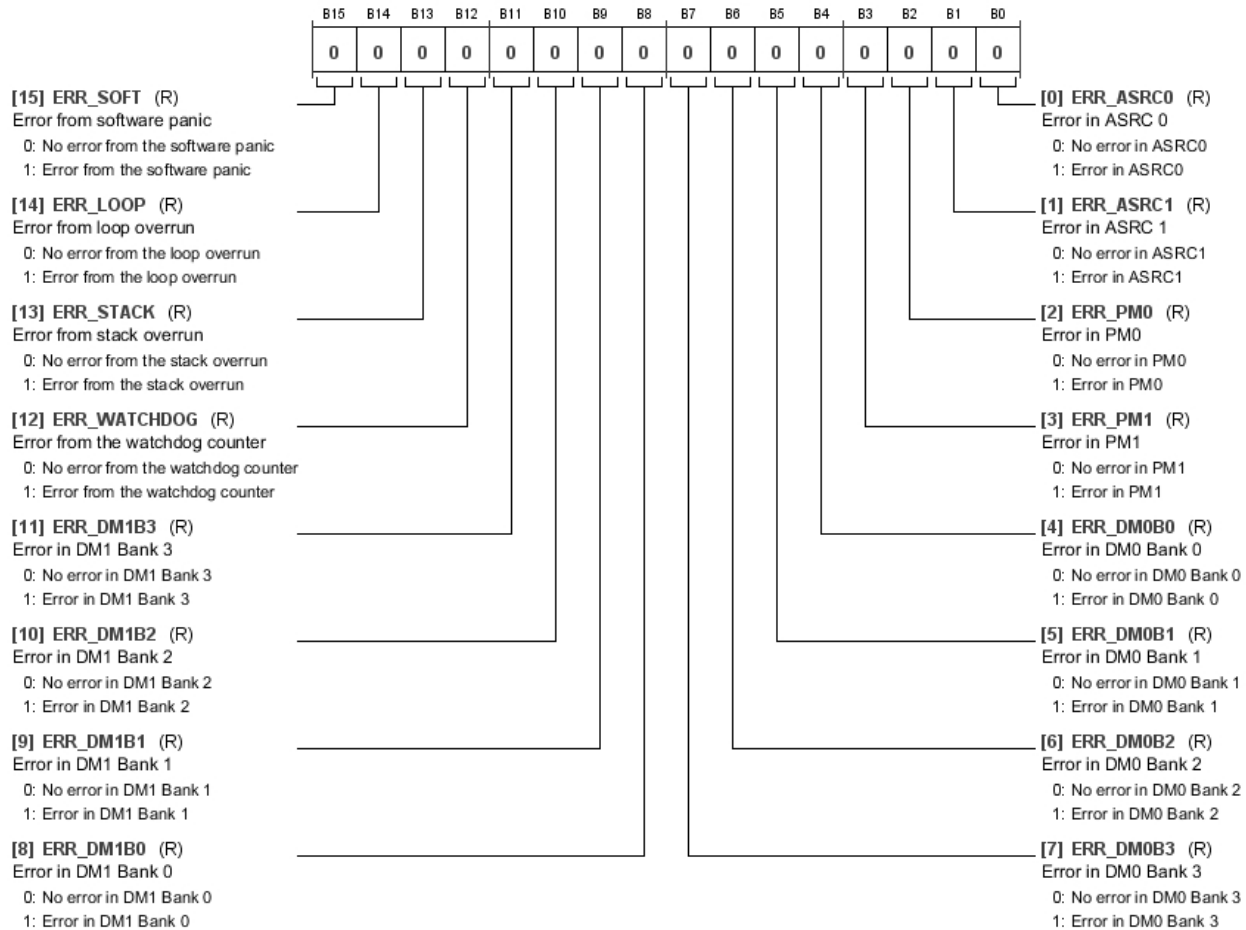 B15 B14 B13 B12 B11 B10 B9 B8 B7 B6 B5 B4 B3 B2 B1 B0
0 0 0 0 0 0 0 0 0 0 0 0 0 0 0 0
[15] ERR_SOFT (R)
Error from software panic
0: No error from the software panic
1: Error from the software panic
[14] ERR_LOOP (R)
Error from loop overrun
0: No error from the loop overrun
1: Error from the loop overrun
[13] ERR_STACK (R)
Error from stack overrun
0: No error from the stack overrun
1: Error from the stack overrun
[12] ERR_WATCHDOG (R)
Error from the watchdog counter
0: No error from the watchdog counter
1: Error from the watchdog counter
[11] ERR_DM1B3 (R)
Error in DM1 Bank 3
0: No error in DM1 Bank 3
1: Error in DM1 Bank 3
[10] ERR_DM1B2 (R)
Error in DM1 Bank 2
0: No error in DM1 Bank 2
1: Error in DM1 Bank 2
[9] ERR_DM1B1 (R)
Error in DM1 Bank 1
0: No error in DM1 Bank 1
1: Error in DM1 Bank 1
[8] ERR_DM1B0 (R)
Error in DM1 Bank 0
0: No error in DM1 Bank 0
1: Error in DM1 Bank 0
[0] ERR_ASRC0 (R)
Error in ASRC 0
0: No error in ASRC0
1: Error in ASRC0
[1] ERR_ASRC1 (R)
Error in ASRC 1
0: No error in ASRC1
1: Error in ASRC1
[2] ERR_PM0 (R)
Error in PM0
0: No error in PM0
1: Error in PM0
[3] ERR_PM1 (R)
Error in PM1
0: No error in PM1
1: Error in PM1
[4] ERR_DM0B0 (R)
Error in DM0 Bank 0
0: No error in DM0 Bank 0
1: Error in DM0 Bank 0
[5] ERR_DM0B1 (R)
Error in DM0 Bank 1
0: No error in DM0 Bank 1
1: Error in DM0 Bank 1
[6] ERR_DM0B2 (R)
Error in DM0 Bank 2
0: No error in DM0 Bank 2
1: Error in DM0 Bank 2
[7] ERR_DM0B3 (R)
Error in DM0 Bank 3
0: No error in DM0 Bank 3
1: Error in DM0 Bank 3